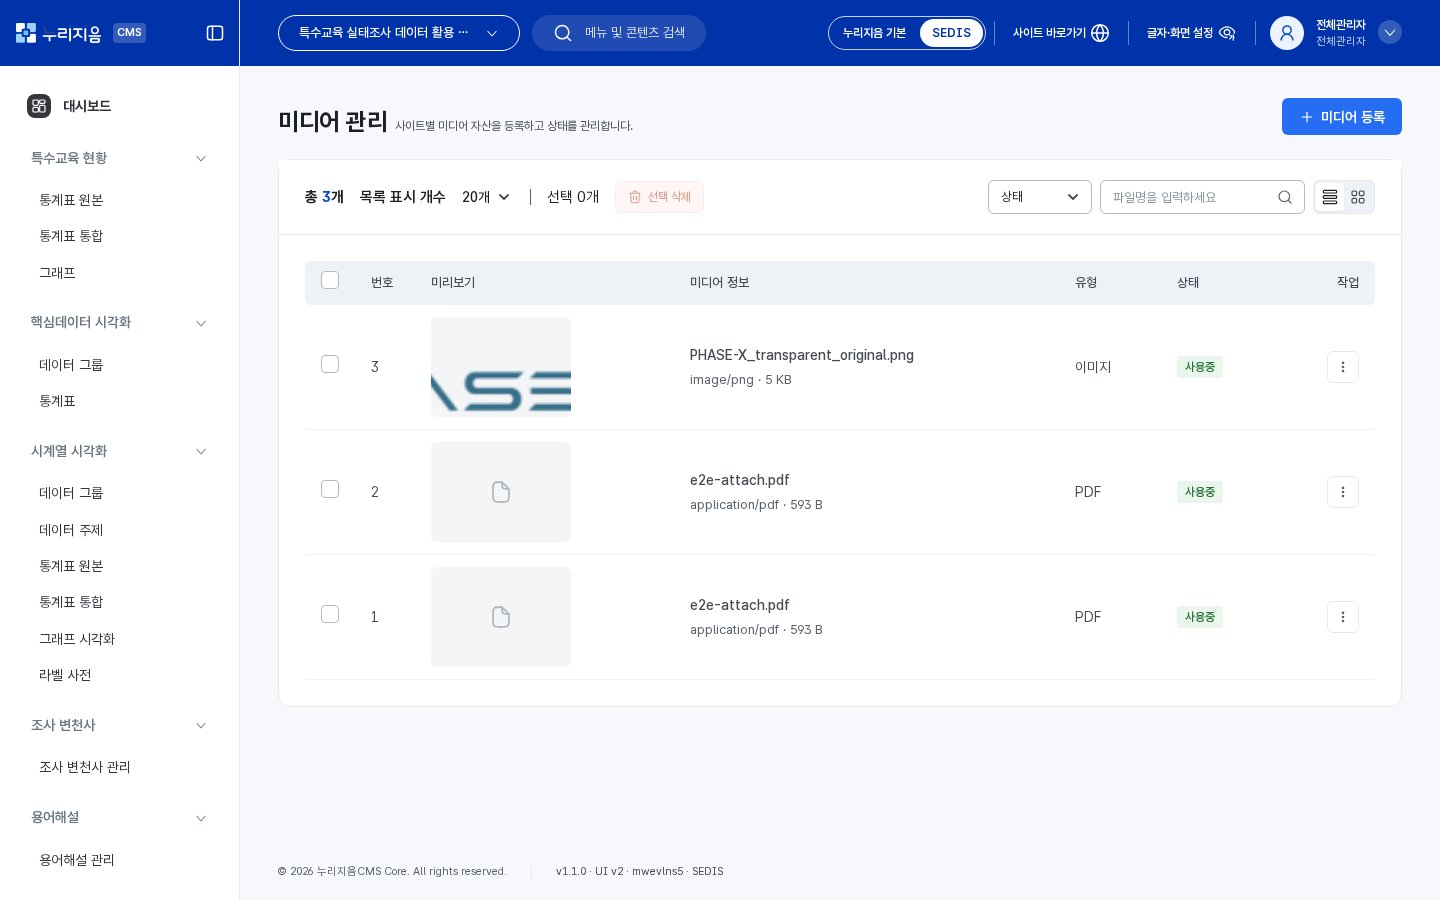 누리지음 CMS
특수교육 실태조사 데이터 활용 ···
메뉴 및 콘텐츠 검색
누리지음 기본
SEDIS
사이트 바로가기
글자·화면 설정
전체관리자
전체관리자
대시보드
특수교육 현황
통계표 원본
통계표 통합
그래프
핵심데이터 시각화
데이터 그룹
통계표
시계열 시각화
데이터 그룹
데이터 주제
통계표 원본
통계표 통합
그래프 시각화
라벨 사전
조사 변천사
조사 변천사 관리
용어해설
용어해설 관리
미디어 관리 사이트별 미디어 자산을 등록하고 상태를 관리합니다.
미디어 등록
총 3개 목록 표시 개수 20개 선택 0개 선택 삭제
상태
파일명을 입력하세요
번호 미리보기 미디어 정보 유형 상태 작업
3 PHASE-X_transparent_original.png 이미지 사용중
image/png · 5 KB
ASE
2 e2e-attach.pdf PDF 사용중
application/pdf · 593 B
1 e2e-attach.pdf PDF 사용중
application/pdf · 593 B
© 2026 누리지음CMS Core. All rights reserved.
v1.1.0 · UI v2 · mwevlns5 · SEDIS